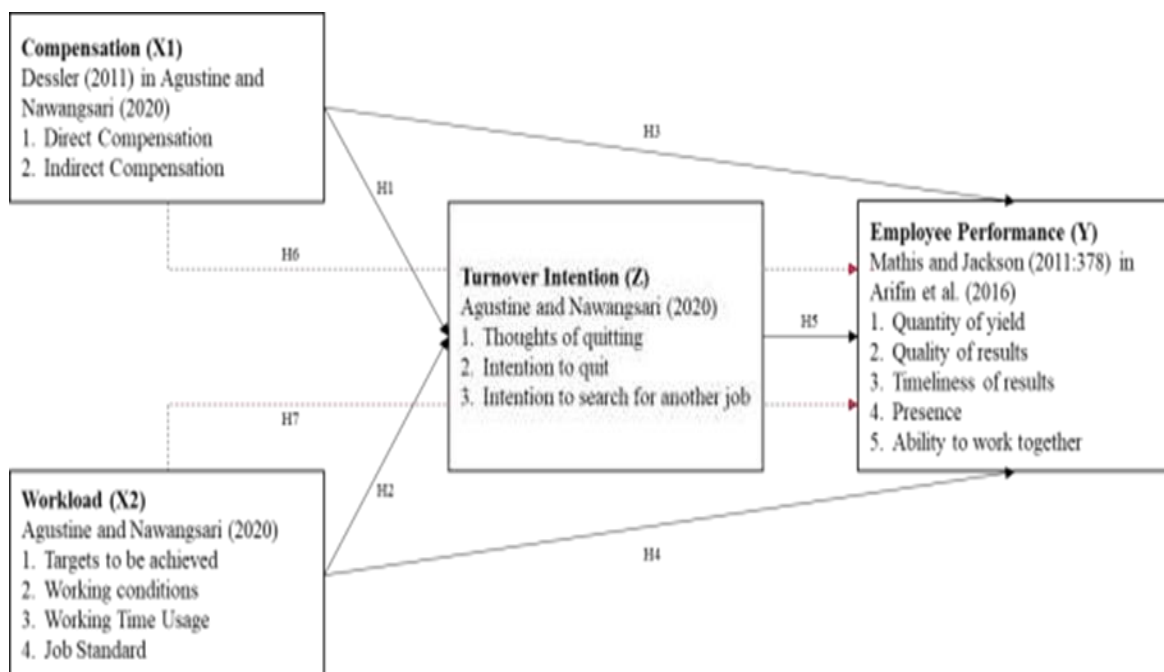 Compensation (X1)
Dessler (2011) in Agustine and
Nawangsari (2020)
1. Direct Compensation
2. Indirect Compensation
H3
H1
H6
Turnover Intention (Z)
Agustine and Nawangsari (2020)
1. Thoughts of quitting
2. Intention to quit
3. Intention to search for another job
H5
Employee Performance (Y)
Mathis and Jackson (2011:378) in
Arifin et al. (2016)
1. Quantity of yield
2. Quality of results
3. Timeliness of results
4. Presence
5. Ability to work together
H7
H2
H4
Workload (X2)
Agustine and Nawangsari (2020)
1. Targets to be achieved
2. Working conditions
3. Working Time Usage
4. Job Standard